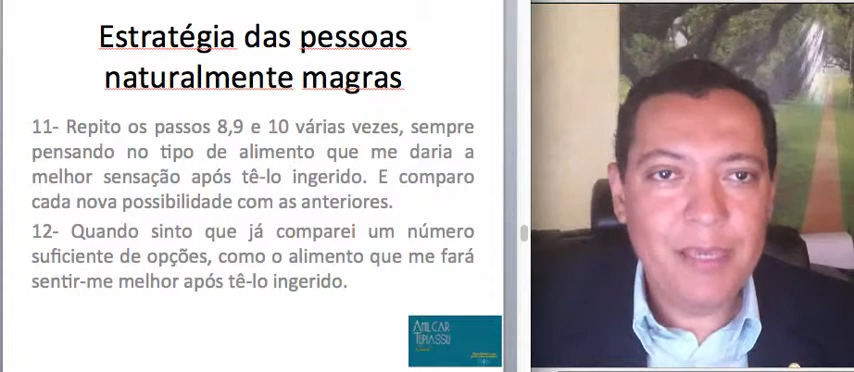 Estratégia das pessoas
naturalmente magras
11- Repito os passos 8,9 e 10 várias vezes, sempre
pensando no tipo de alimento que me daria a
melhor sensação após tê-lo ingerido. E comparo
cada nova possibilidade com as anteriores.
12- Quando sinto que já comparei um número
suficiente de opções, como o alimento que me fará
sentir-me melhor após tê-lo ingerido.
AMILCAR
TUPIASSU